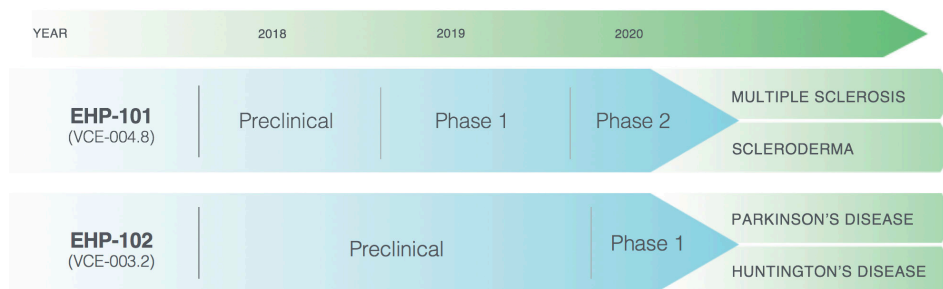 YEAR 2018 2019 2020
EHP-101
(VCE-004.8)
Preclinical Phase 1 Phase 2
MULTIPLE SCLEROSIS
SCLERODERMA
EHP-102
(VCE-003.2)
Preclinical Phase 1
PARKINSON'S DISEASE
HUNTINGTON'S DISEASE